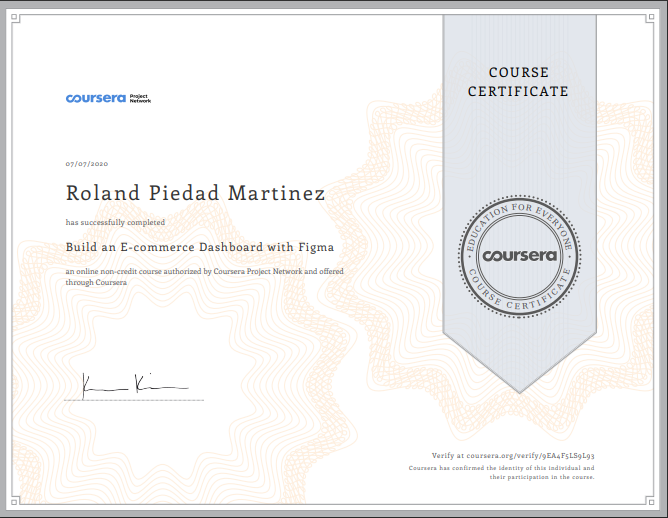 COURSE
CERTIFICATE
coursera Project
Network
07/07/2020
Roland Piedad Martinez
has successfully completed
Build an E-commerce Dashboard with Figma
an online non-credit course authorized by Coursera Project Network and offered
through Coursera
EDUCATION FOR EVERYONE
coursera
COURSE CERTIFICATE
Verify at coursera.org/verify/9EA4F5LS9L93
Coursera has confirmed the identity of this individual and
their participation in the course.